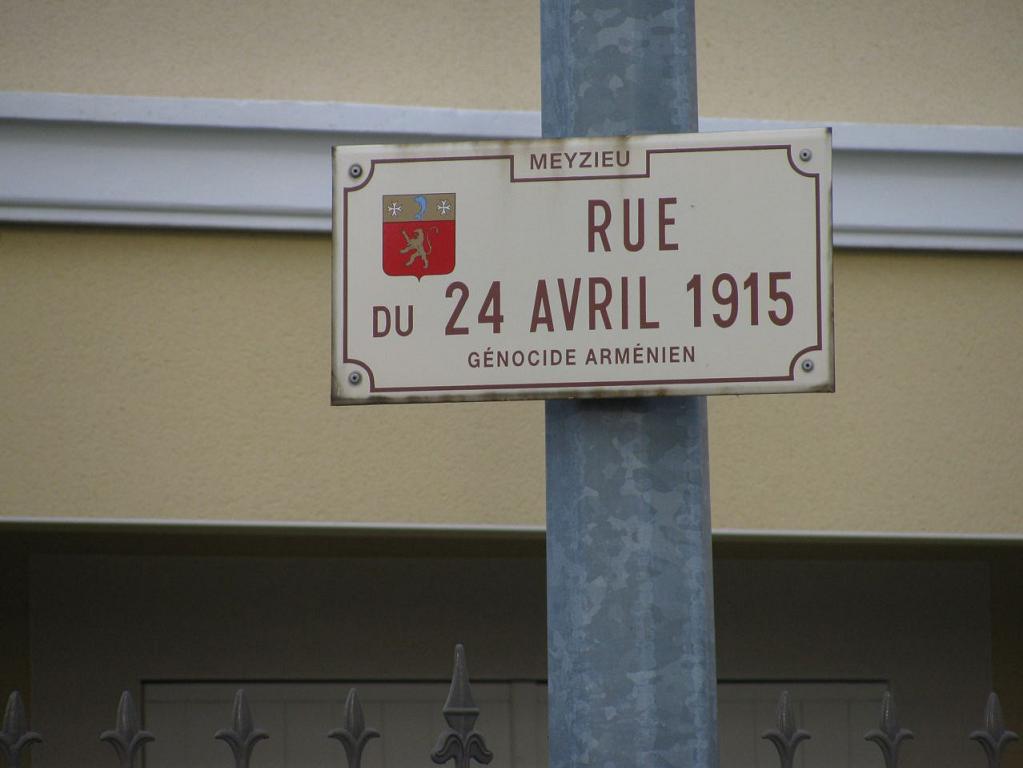 MEYZIEU
RUE
DU 24 AVRIL 1915
GÉNOCIDE ARMÉNIEN